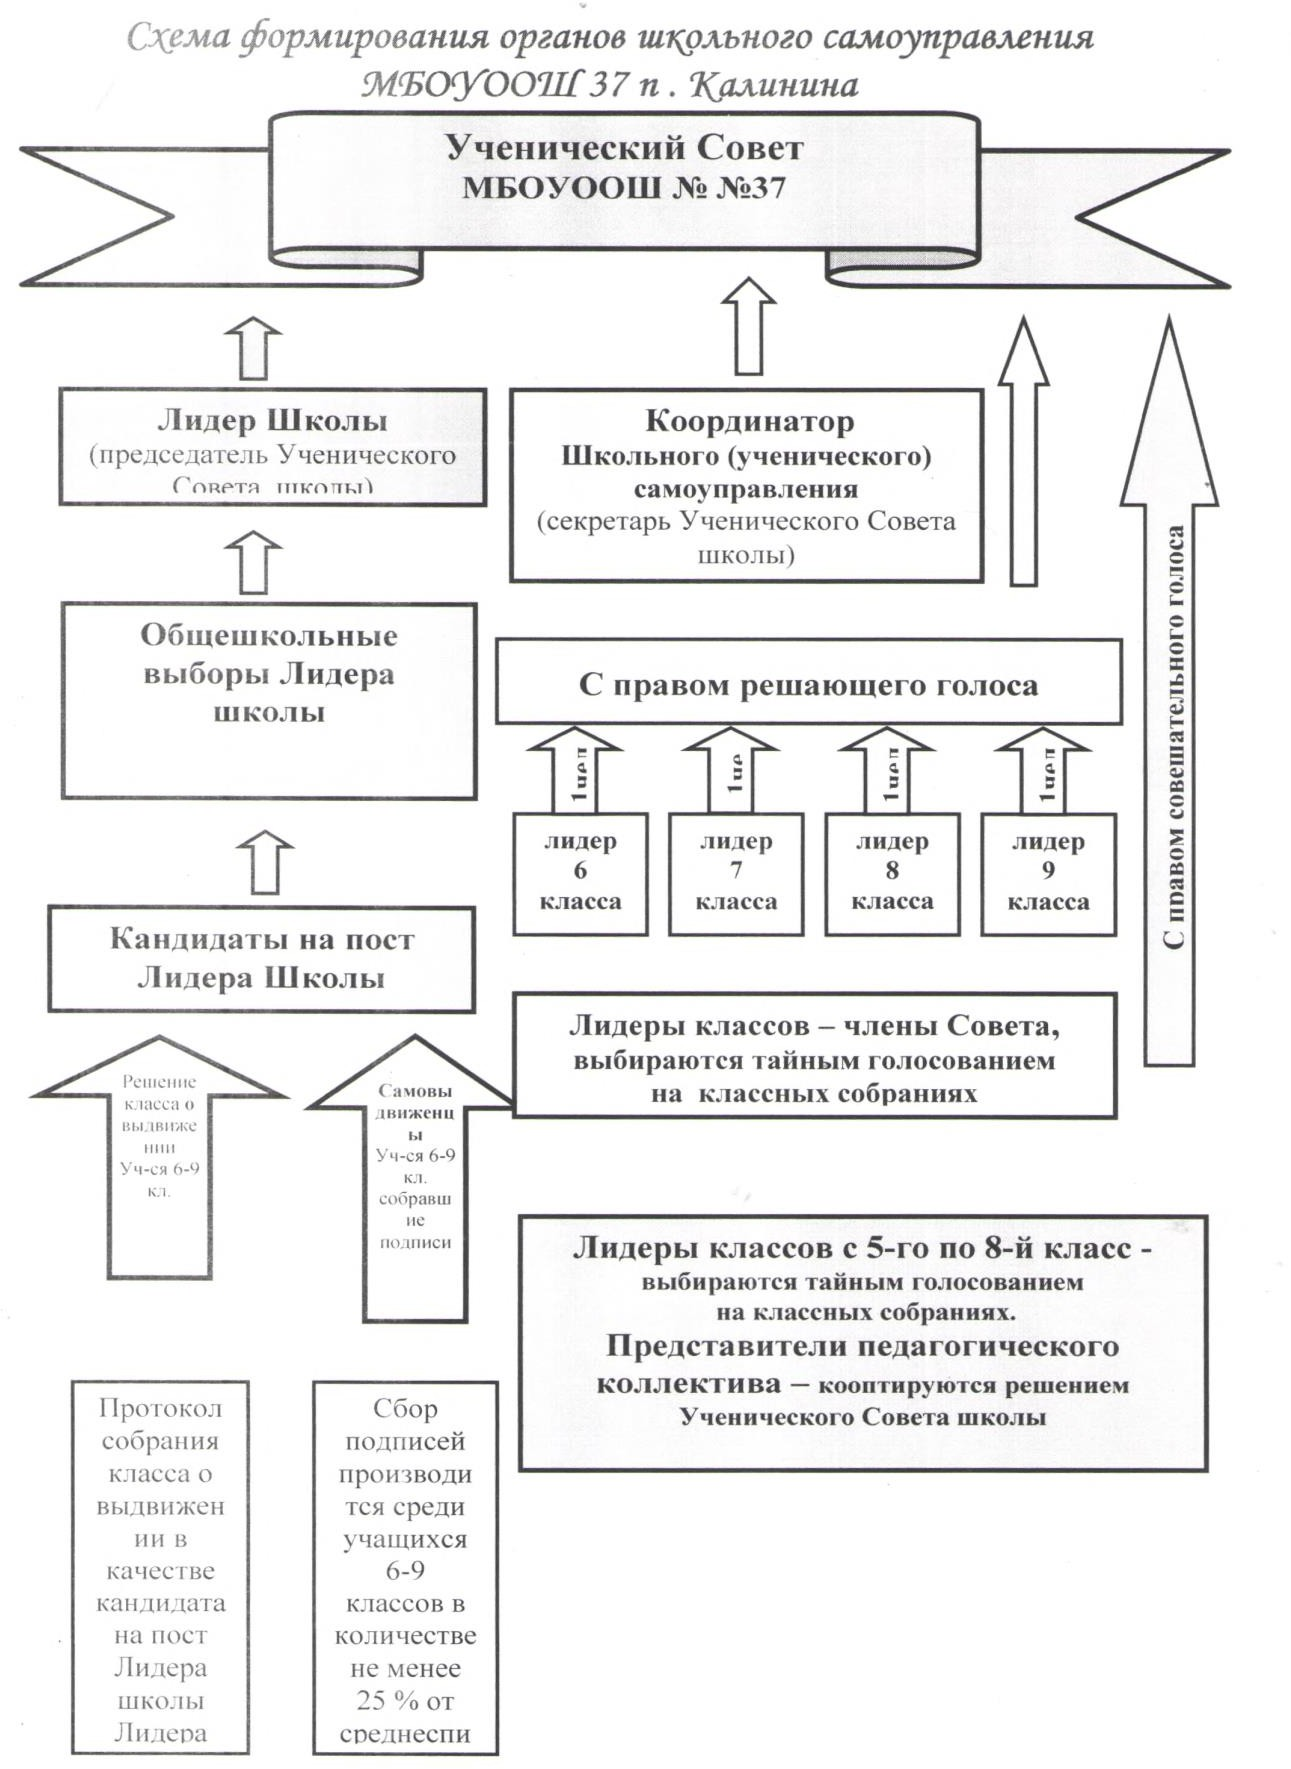 Схема формирования органов школьного самоуправления
МБОУООШ 37 п . Калинина
Ученический Совет
МБОУООШ № №37
Лидер Школы
(председатель Ученического
Совета школы)
Координатор
Школьного (ученического)
самоуправления
(секретарь Ученического Совета
школы)
Общешкольные
выборы Лидера
школы
С правом решающего голоса
1чел
1че
1чел
1чел
лидер
6
класса
лидер
7
класса
лидер
8
класса
лидер
9
класса
С правом совещательного голоса
Кандидаты на пост
Лидера Школы
Лидеры классов – члены Совета,
выбираются тайным голосованием
на классных собраниях
Решение
класса о
выдвиже
нии
Уч-ся 6-9
кл.
Самовы
движенц
ы
Уч-ся 6-9
кл.
собравш
ие
подписи
Лидеры классов с 5-го по 8-й класс -
выбираются тайным голосованием
на классных собраниях.
Представители педагогического
коллектива – кооптируются решением
Ученического Совета школы
Протокол
собрания
класса о
выдвижен
ии в
качестве
кандидата
на пост
Лидера
школы
Лидера
Сбор
подписей
производи
тся среди
учащихся
6-9
классов в
количестве
не менее
25 % от
среднеспи